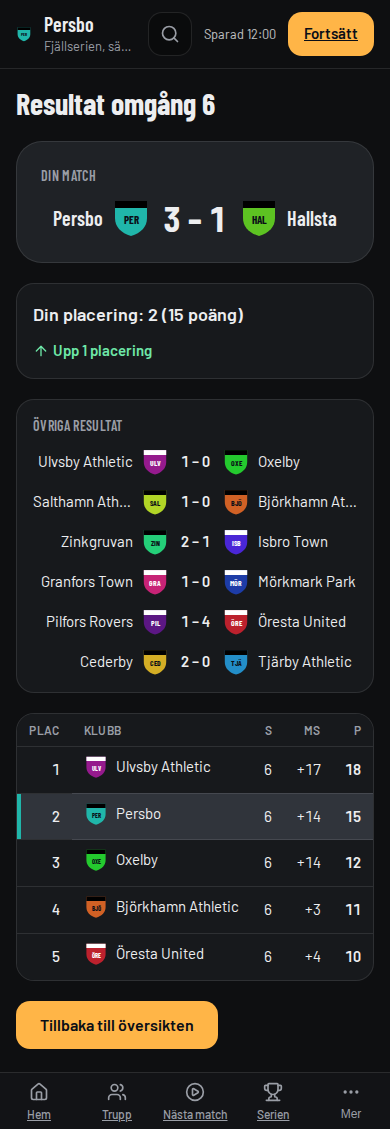 PER
Persbo
Fjällserien, sä...
Sparad 12:00
Fortsätt
Resultat omgång 6
DIN MATCH
Persbo PER 3 – 1 HAL Hallsta
Din placering: 2 (15 poäng)
↑ Upp 1 placering
ÖVRIGA RESULTAT
Ulvsby Athletic ULV 1 – 0 OXE Oxelby
Salthamn Ath... SAL 1 – 0 BJÖ Björkhamn At...
Zinkgruvan ZIN 2 – 1 ISB Isbro Town
Granfors Town GRA 1 – 0 MÖR Mörkmark Park
Pilfors Rovers PIL 1 – 4 ÖRE Öresta United
Cederby CED 2 – 0 TJÄ Tjärby Athletic
PLAC KLUBB S MS P
1 ULV Ulvsby Athletic 6 +17 18
2 PER Persbo 6 +14 15
3 OXE Oxelby 6 +14 12
4 BJÖ Björkhamn Athletic 6 +3 11
5 ÖRE Öresta United 6 +4 10
Tillbaka till översikten
Hem Trupp Nästa match Serien Mer